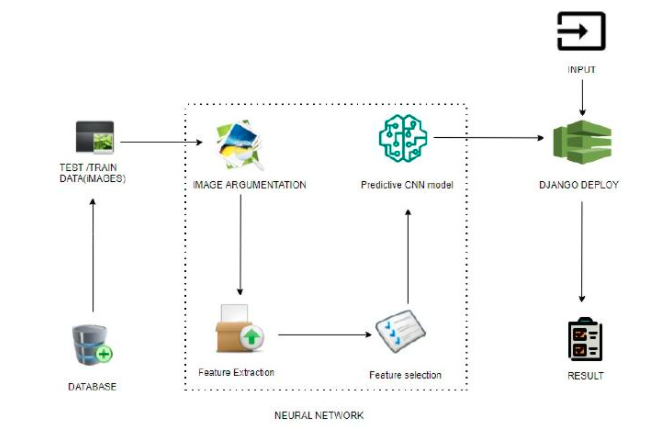 INPUT
TEST /TRAIN
DATA(IMAGES)
IMAGE ARGUMENTATION
Predictive CNN model
DJANGO DEPLOY
DATABASE
Feature Extraction
Feature selection
RESULT
NEURAL NETWORK